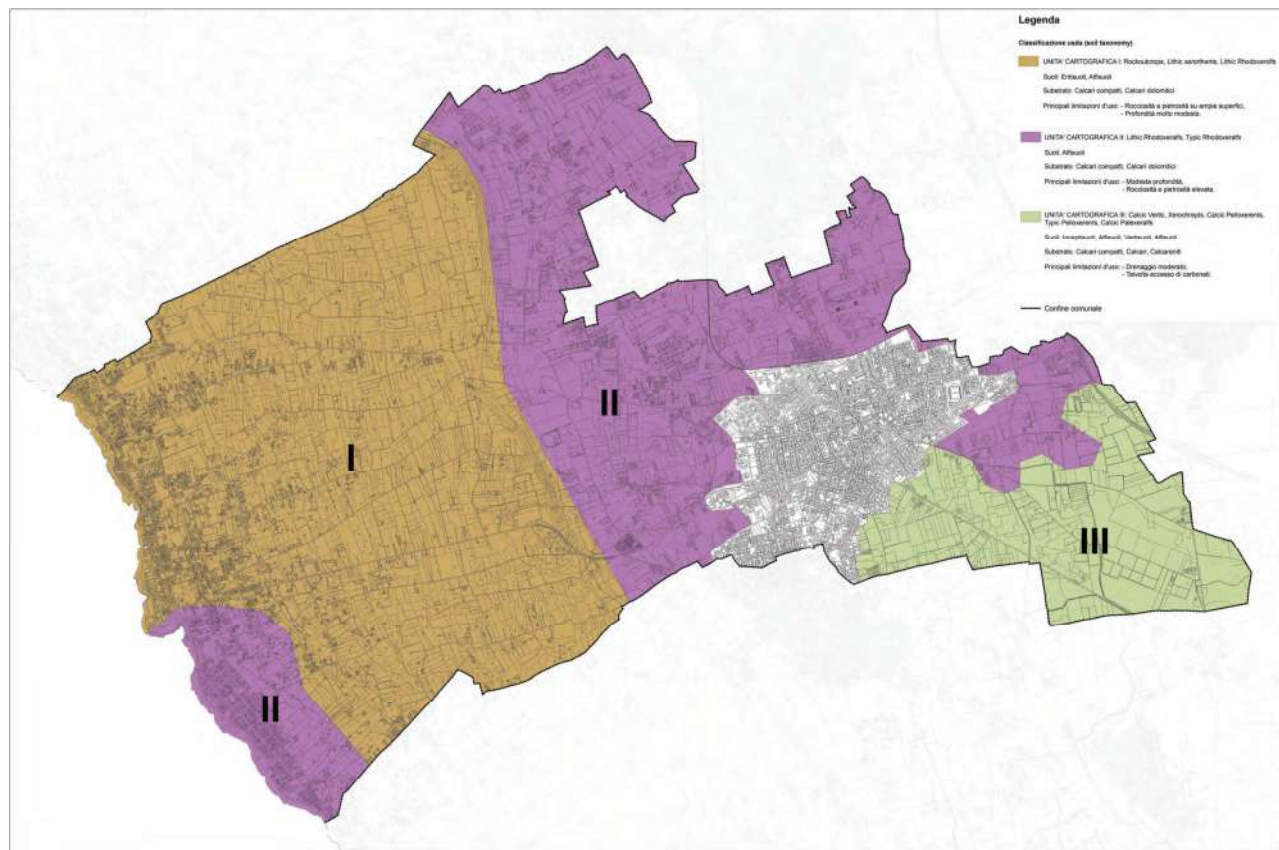 Legenda
Classificazione usda (soil taxonomy)
UNITA' CARTOGRAFICA I: Rockoutcrops, Lithic xerorthents, Lithic Rhodoxeralfs
Suoli: Entisuoli, Alfisuoli
Substrato: Calcari compatti, Calcari dolomitici
Principali limitazioni d'uso: - Rocciosità e pietrosità su ampie superfici,
- Profondità molto modesta.
UNITA' CARTOGRAFICA II: Lithic Rhodoxeralfs, Typic Rhodoxeralfs
Suoli: Alfisuoli
Substrato: Calcari compatti, Calcari dolomitici
Principali limitazioni d'uso: - Modesta profondità,
- Rocciosità e pietrosità elevata.
UNITA' CARTOGRAFICA III: Calcic Vertic, Xerochrepts, Calcic Pelloxererts,
Typic Pelloxererts, Calcic Palexeralfs
Suoli: Inceptisuoli, Alfisuoli, Vertisuoli, Alfisuoli
Substrato: Calcari compatti, Calcari, Calcareniti
Principali limitazioni d'uso: - Drenaggio moderato,
- Talvolta eccesso di carbonati.
Confine comunale
II
I
III
II